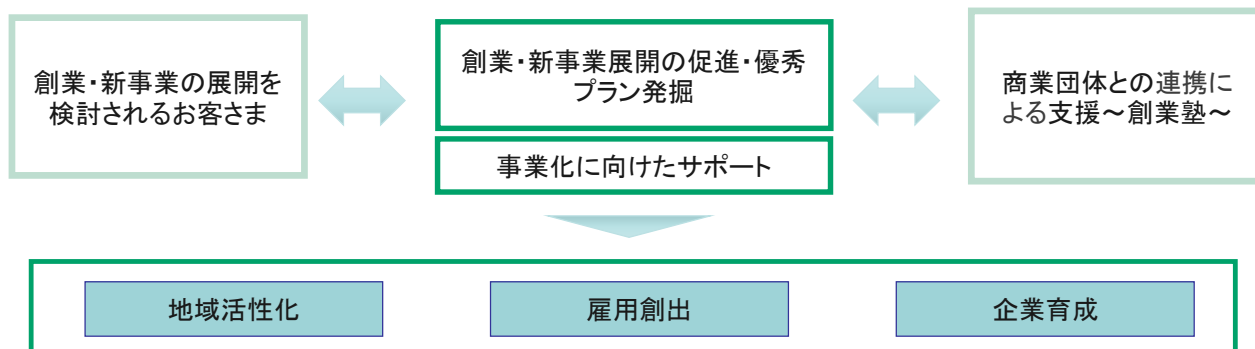 創業・新事業の展開を
検討されるお客さま
創業・新事業展開の促進・優秀
プラン発掘
事業化に向けたサポート
商業団体との連携に
よる支援～創業塾～
地域活性化
雇用創出
企業育成